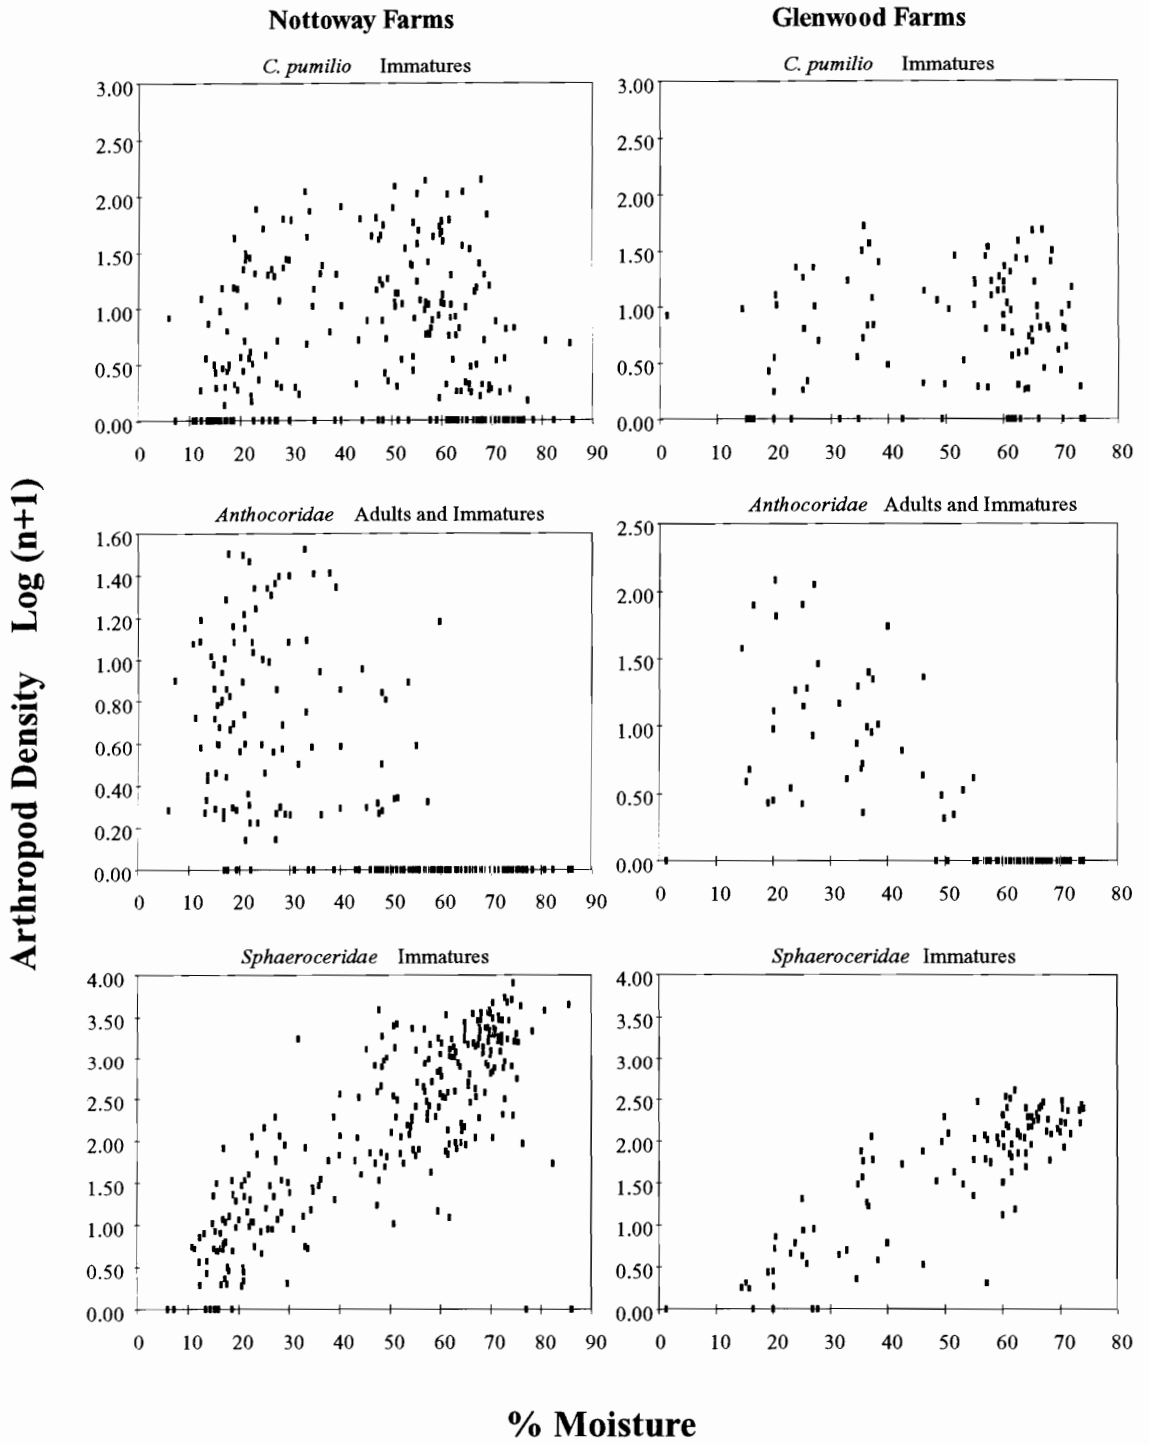 Nottoway Farms
Glenwood Farms
C. pumilio Immatures
C. pumilio Immatures
3.00
2.50
2.00
1.50
1.00
0.50
0.00
0 10 20 30 40 50 60 70 80 90
3.00
2.50
2.00
1.50
1.00
0.50
0.00
0 10 20 30 40 50 60 70 80
Arthropod Density Log (n+1)
Anthocoridae Adults and Immatures
Anthocoridae Adults and Immatures
1.60
1.40
1.20
1.00
0.80
0.60
0.40
0.20
0.00
0 10 20 30 40 50 60 70 80 90
2.50
2.00
1.50
1.00
0.50
0.00
0 10 20 30 40 50 60 70 80
Sphaeroceridae Immatures
Sphaeroceridae Immatures
4.00
3.50
3.00
2.50
2.00
1.50
1.00
0.50
0.00
0 10 20 30 40 50 60 70 80 90
4.00
3.50
3.00
2.50
2.00
1.50
1.00
0.50
0.00
0 10 20 30 40 50 60 70 80
% Moisture